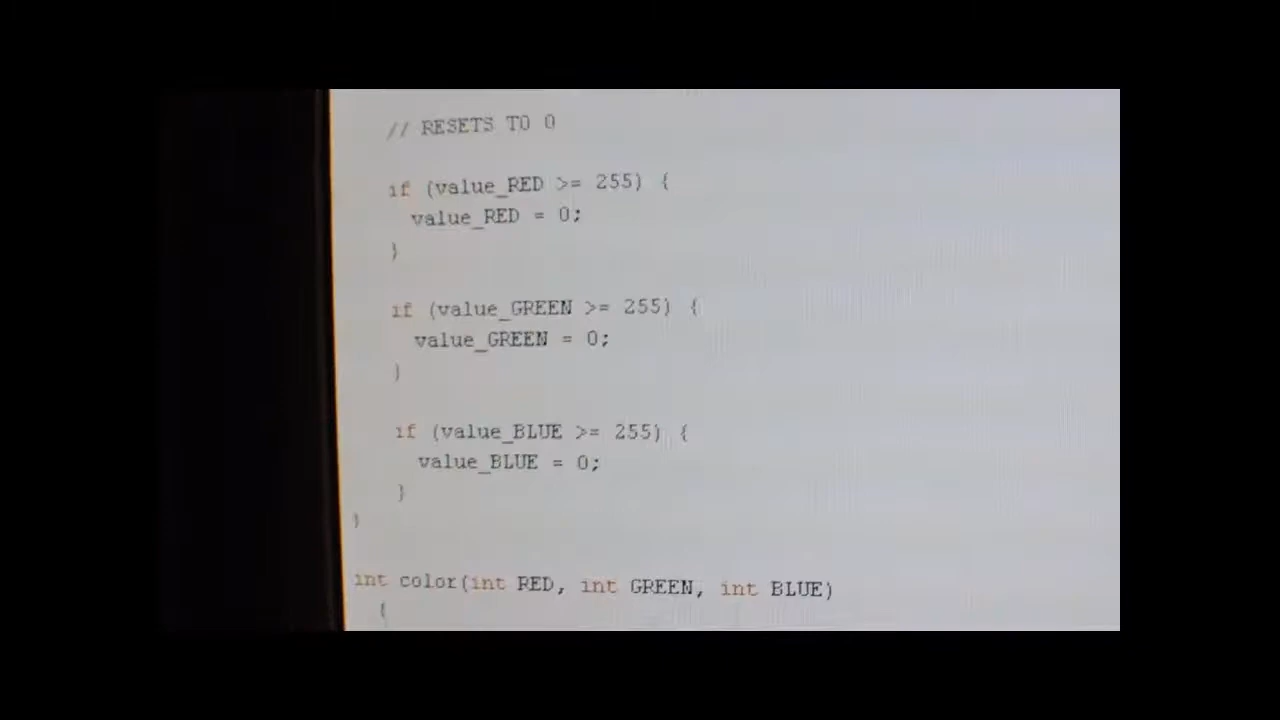 // RESETS TO 0
if (value_RED >= 255) {
value_RED = 0;
}
if (value_GREEN >= 255) {
value_GREEN = 0;
}
if (value_BLUE >= 255) {
value_BLUE = 0;
}
}
int color(int RED, int GREEN, int BLUE)
{